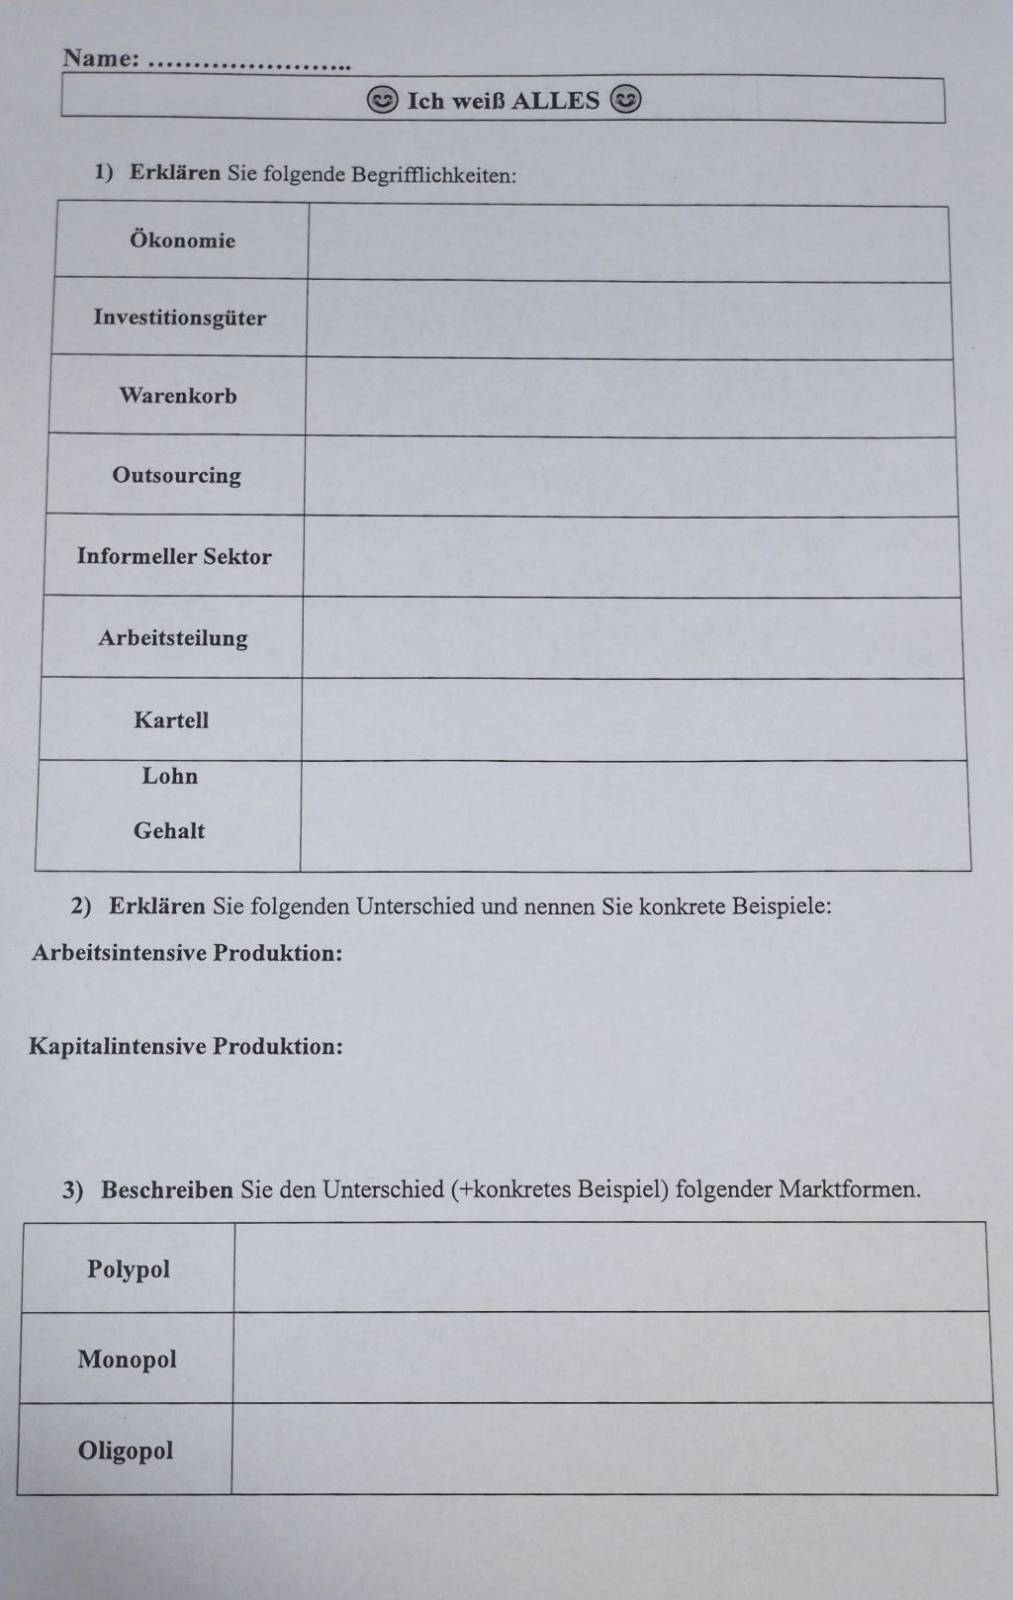 Name: .......................
😊 Ich weiß ALLES 😊
1) Erklären Sie folgende Begrifflichkeiten:
Ökonomie
Investitionsgüter
Warenkorb
Outsourcing
Informeller Sektor
Arbeitsteilung
Kartell
Lohn
Gehalt
2) Erklären Sie folgenden Unterschied und nennen Sie konkrete Beispiele:
Arbeitsintensive Produktion:
Kapitalintensive Produktion:
3) Beschreiben Sie den Unterschied (+konkretes Beispiel) folgender Marktformen.
Polypol
Monopol
Oligopol